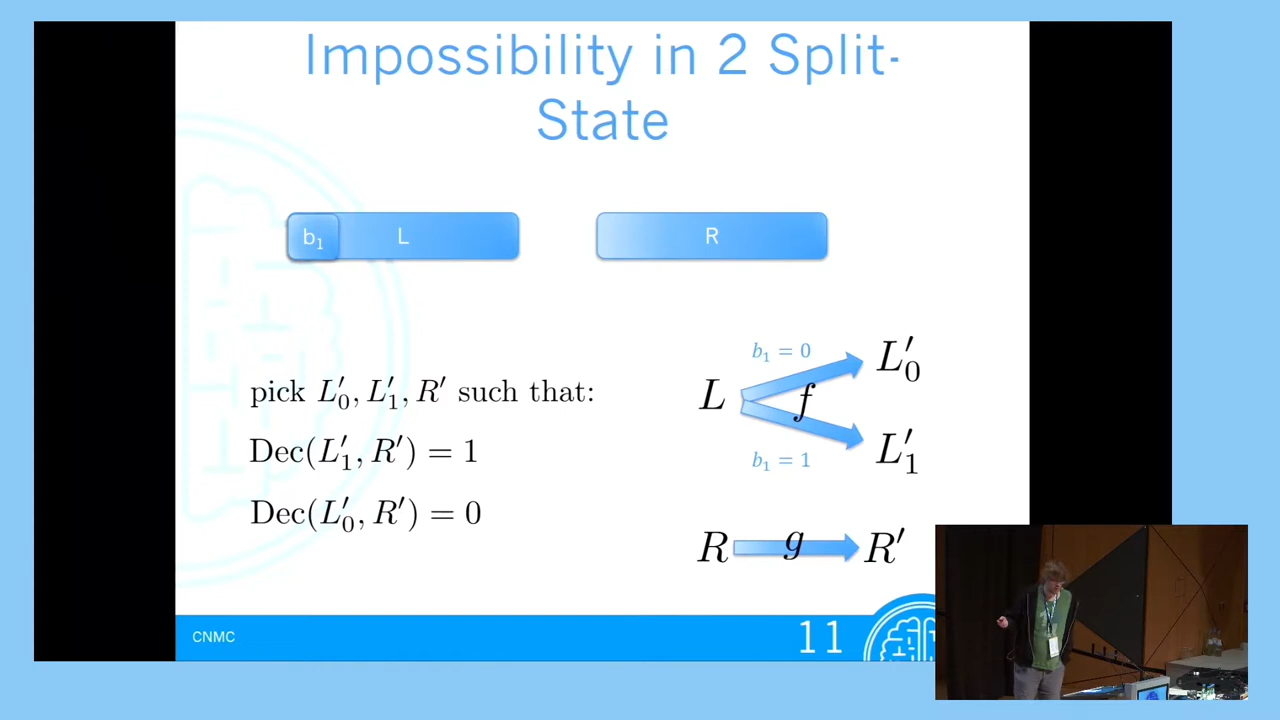 Impossibility in 2 Split-
State
b₁ L R
pick L′₀, L′₁, R′ such that:
Dec(L′₁, R′) = 1
Dec(L′₀, R′) = 0
b₁ = 0
L f L′₀
L′₁
b₁ = 1
R g R′
CNMC 11